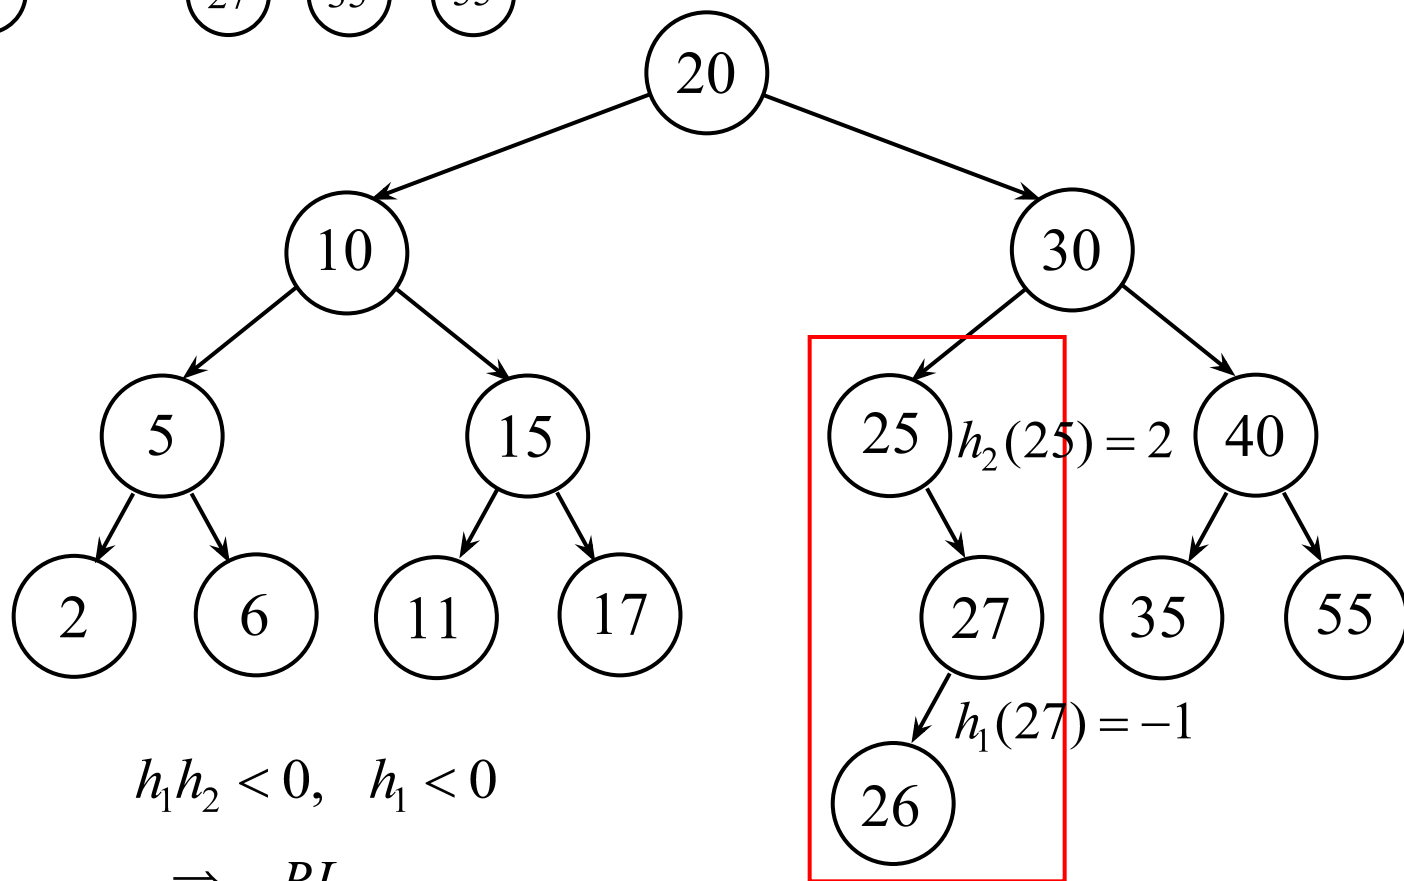 20
10 30
5 15 25 h₂(25) = 2 40
2 6 11 17 27 35 55
h₁(27) = −1
h₁h₂ < 0, h₁ < 0
26
→